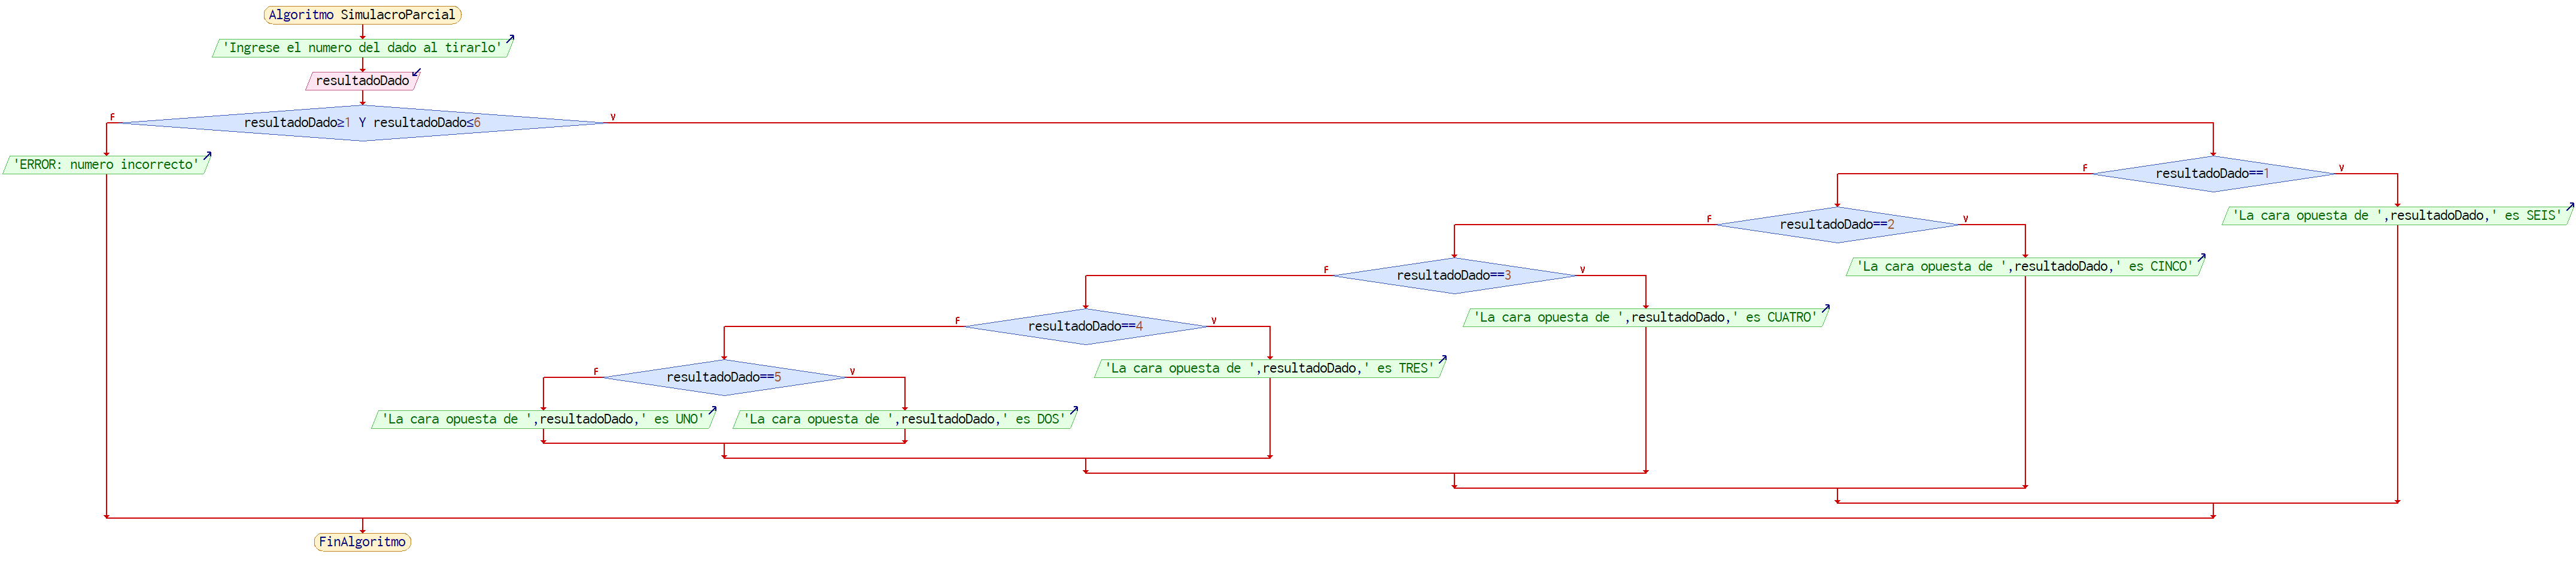 Algoritmo SimulacroParcial
'Ingrese el numero del dado al tirarlo'
resultadoDado
F
resultadoDado≥1 Y resultadoDado≤6
V
'ERROR: numero incorrecto'
F
resultadoDado==1
V
F
resultadoDado==2
V
'La cara opuesta de ',resultadoDado,' es SEIS'
F
resultadoDado==3
V
'La cara opuesta de ',resultadoDado,' es CINCO'
F
resultadoDado==4
V
'La cara opuesta de ',resultadoDado,' es CUATRO'
F
resultadoDado==5
V
'La cara opuesta de ',resultadoDado,' es TRES'
'La cara opuesta de ',resultadoDado,' es UNO'
'La cara opuesta de ',resultadoDado,' es DOS'
FinAlgoritmo